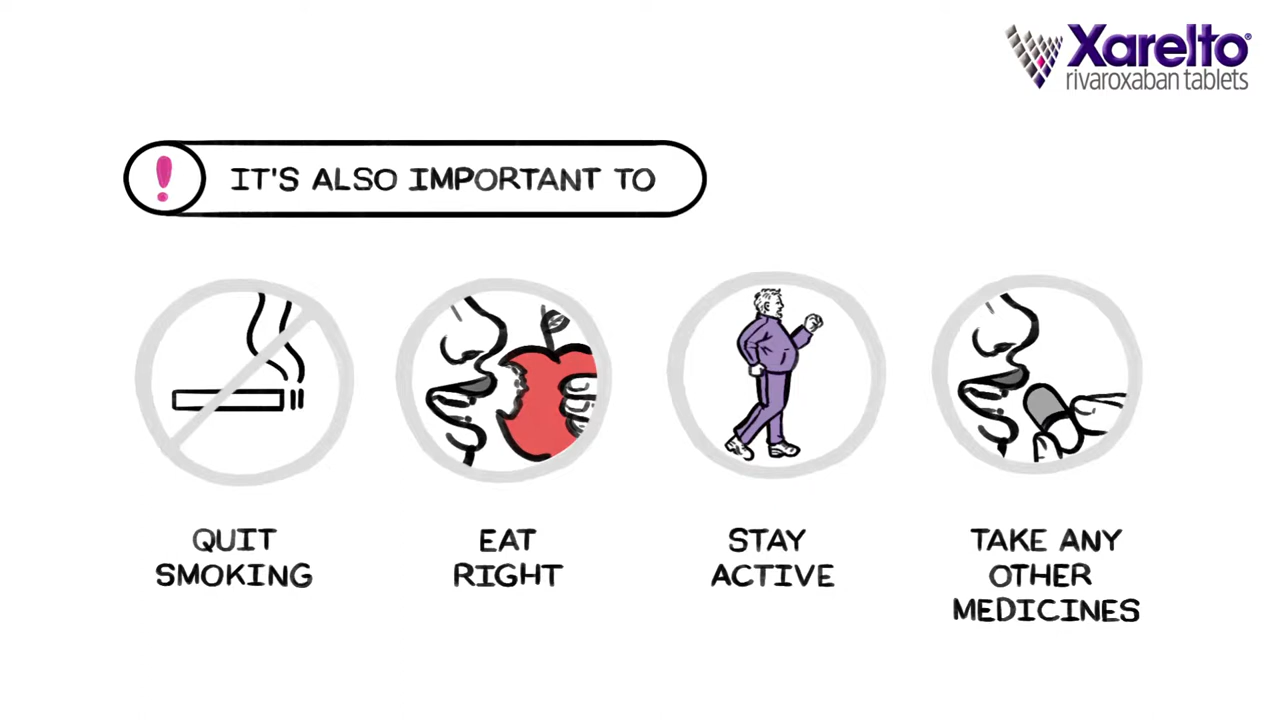 Xarelto®
rivaroxaban tablets
! IT'S ALSO IMPORTANT TO
QUIT
SMOKING
EAT
RIGHT
STAY
ACTIVE
TAKE ANY
OTHER
MEDICINES